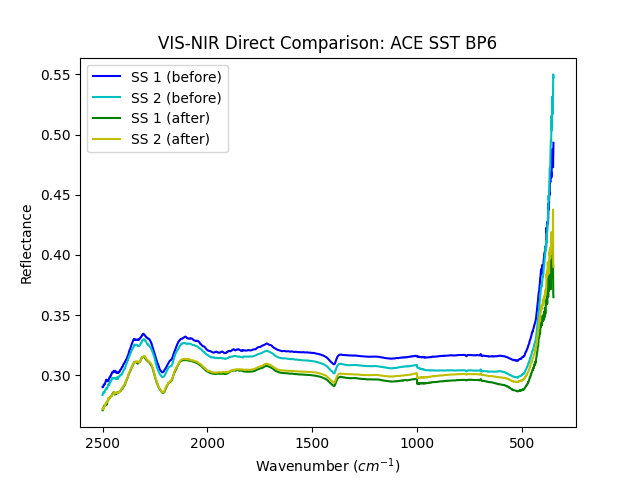 VIS-NIR Direct Comparison: ACE SST BP6
SS 1 (before)
SS 2 (before)
SS 1 (after)
SS 2 (after)
0.55
0.50
0.45
0.40
0.35
0.30
Reflectance
2500 2000 1500 1000 500
Wavenumber (cm⁻¹)